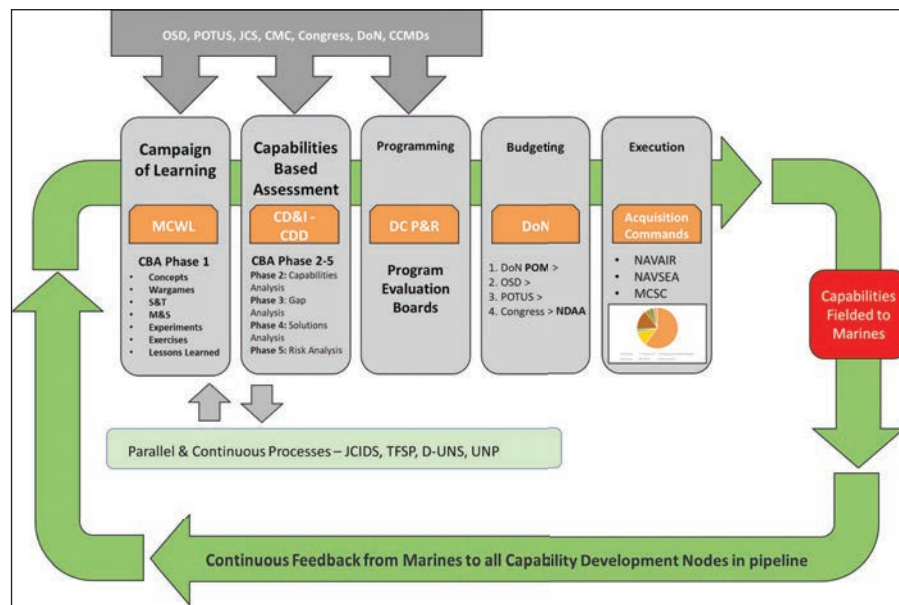 OSD, POTUS, JCS, CMC, Congress, DoN, CCMDs
Campaign
of Learning
MCWL
CBA Phase 1
• Concepts
• Wargames
• S&T
• M&S
• Experiments
• Exercises
• Lessons Learned
Capabilities
Based
Assessment
CD&I -
CDD
CBA Phase 2-5
Phase 2: Capabilities
Analysis
Phase 3: Gap
Analysis
Phase 4: Solutions
Analysis
Phase 5: Risk Analysis
Programming
DC P&R
Program
Evaluation
Boards
Budgeting
DoN
1. DoN POM >
2. OSD >
3. POTUS >
4. Congress > NDAA
Execution
Acquisition
Commands
• NAVAIR
• NAVSEA
• MCSC
Capabilities
Fielded to
Marines
Parallel & Continuous Processes – JCIDS, TFSP, D-UNS, UNP
Continuous Feedback from Marines to all Capability Development Nodes in pipeline